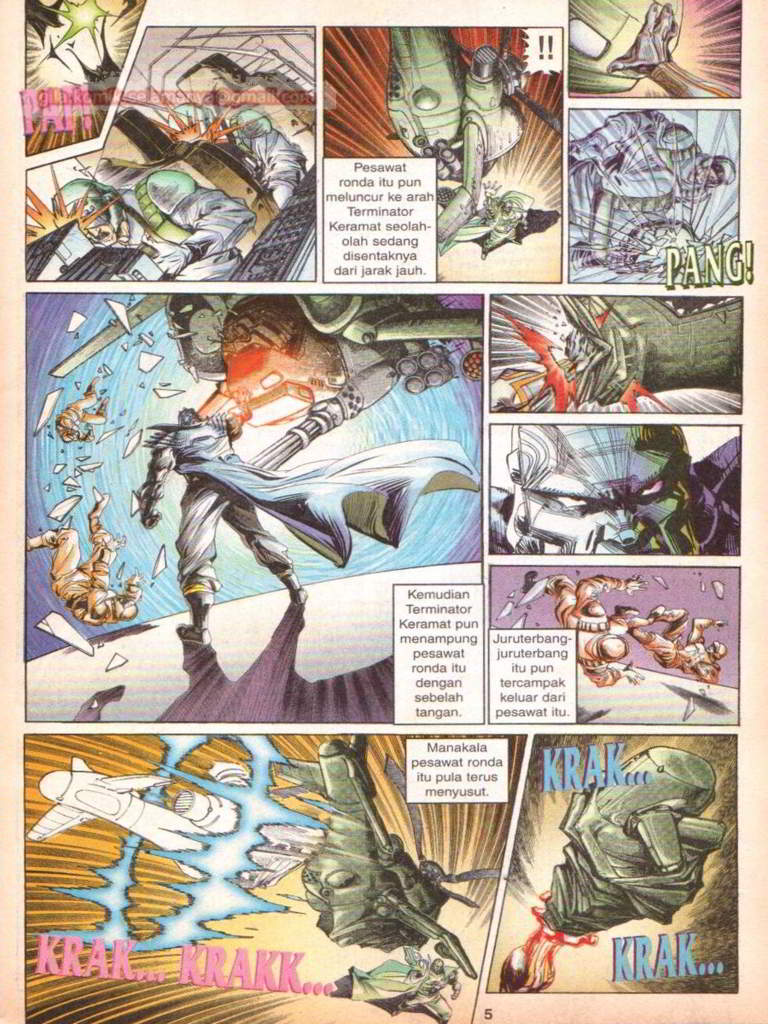 PAP!
!!
Pesawat
ronda itu pun
meluncur ke arah
Terminator
Keramat seolah-
olah sedang
disentaknya
dari jarak jauh.
PANG!
Kemudian
Terminator
Keramat pun
menampung
pesawat
ronda itu
dengan
sebelah
tangan.
Juruterbang-
juruterbang
itu pun
tercampak
keluar dari
pesawat itu.
Manakala
pesawat ronda
itu pula terus
menyusut.
KRAK... KRAKK...
KRAK...
KRAK...
5